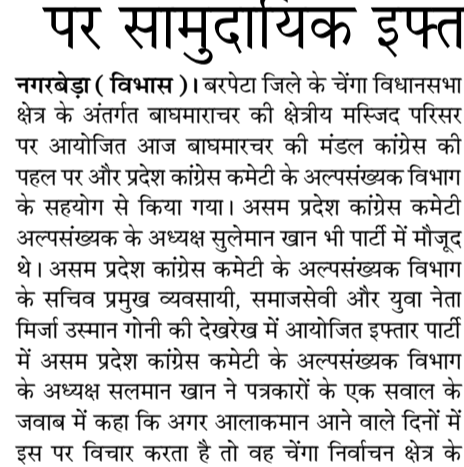 पर सामुदायिक इफ्त
नगरबेड़ा ( विभास )। बरपेटा जिले के चेंगा विधानसभा
क्षेत्र के अंतर्गत बाघमाराचर की क्षेत्रीय मस्जिद परिसर
पर आयोजित आज बाघमारचर की मंडल कांग्रेस की
पहल पर और प्रदेश कांग्रेस कमेटी के अल्पसंख्यक विभाग
के सहयोग से किया गया। असम प्रदेश कांग्रेस कमेटी
अल्पसंख्यक के अध्यक्ष सुलेमान खान भी पार्टी में मौजूद
थे। असम प्रदेश कांग्रेस कमेटी के अल्पसंख्यक विभाग
के सचिव प्रमुख व्यवसायी, समाजसेवी और युवा नेता
मिर्जा उस्मान गोनी की देखरेख में आयोजित इफ्तार पार्टी
में असम प्रदेश कांग्रेस कमेटी के अल्पसंख्यक विभाग
के अध्यक्ष सलमान खान ने पत्रकारों के एक सवाल के
जवाब में कहा कि अगर आलाकमान आने वाले दिनों में
इस पर विचार करता है तो वह चेंगा निर्वाचन क्षेत्र के